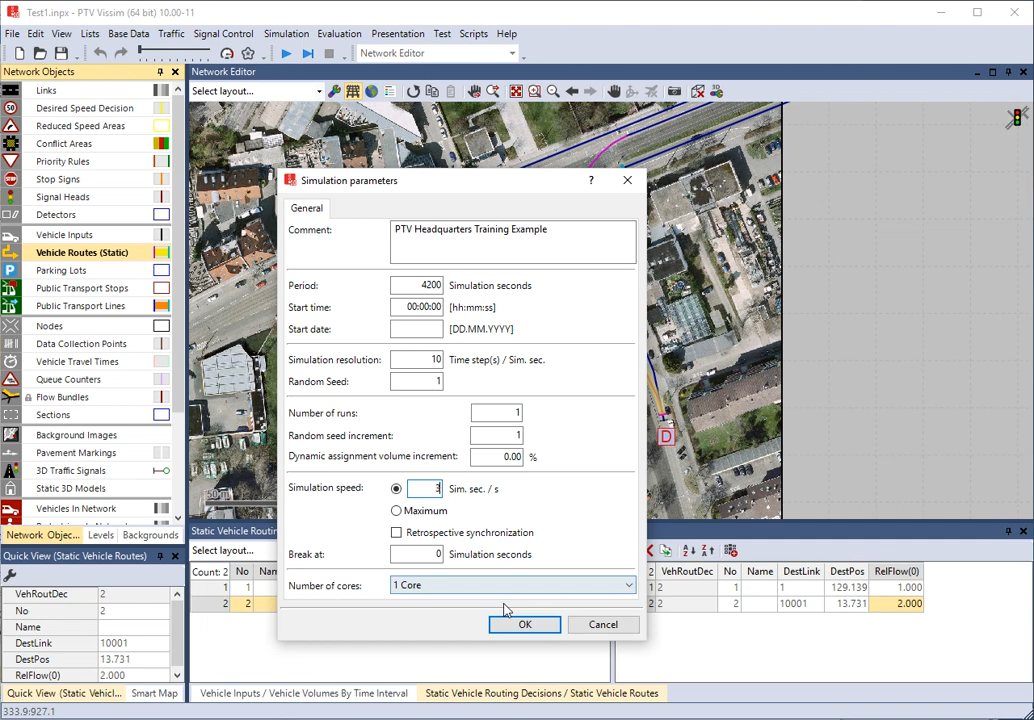 Test1.inpx - PTV Vissim (64 bit) 10.00-11
File Edit View Lists Base Data Traffic Signal Control Simulation Evaluation Presentation Test Scripts Help
Network Editor
Network Objects
Network Editor
Select layout...
Links
Desired Speed Decision
Reduced Speed Areas
Conflict Areas
Priority Rules
Stop Signs
Signal Heads
Detectors
Vehicle Inputs
Vehicle Routes (Static)
Parking Lots
Public Transport Stops
Public Transport Lines
Nodes
Data Collection Points
Vehicle Travel Times
Queue Counters
Flow Bundles
Sections
Background Images
Pavement Markings
3D Traffic Signals
Static 3D Models
Vehicles In Network
Network Objec... Levels Backgrounds
Quick View (Static Vehicle Routes)
VehRoutDec 2
No 2
Name
DestLink 10001
DestPos 13.731
RelFlow(0) 2.000
Quick View (Static Vehicl... Smart Map
333.9:927.1
Simulation parameters
General
Comment: PTV Headquarters Training Example
Period: 4200 Simulation seconds
Start time: 00:00:00 [hh:mm:ss]
Start date: [DD.MM.YYYY]
Simulation resolution: 10 Time step(s) / Sim. sec.
Random Seed: 1
Number of runs: 1
Random seed increment: 1
Dynamic assignment volume increment: 0.00 %
Simulation speed: 3 Sim. sec. / s
Maximum
Retrospective synchronization
Break at: 0 Simulation seconds
Number of cores: 1 Core
OK Cancel
D
50m
Static Vehicle Routin
Select layout...
Count: 2 No Nan
1 1
2 2
2 VehRoutDec No Name DestLink DestPos RelFlow(0)
1 2 1 1 129.139 1.000
2 2 2 10001 13.731 2.000
Vehicle Inputs / Vehicle Volumes By Time Interval Static Vehicle Routing Decisions / Static Vehicle Routes